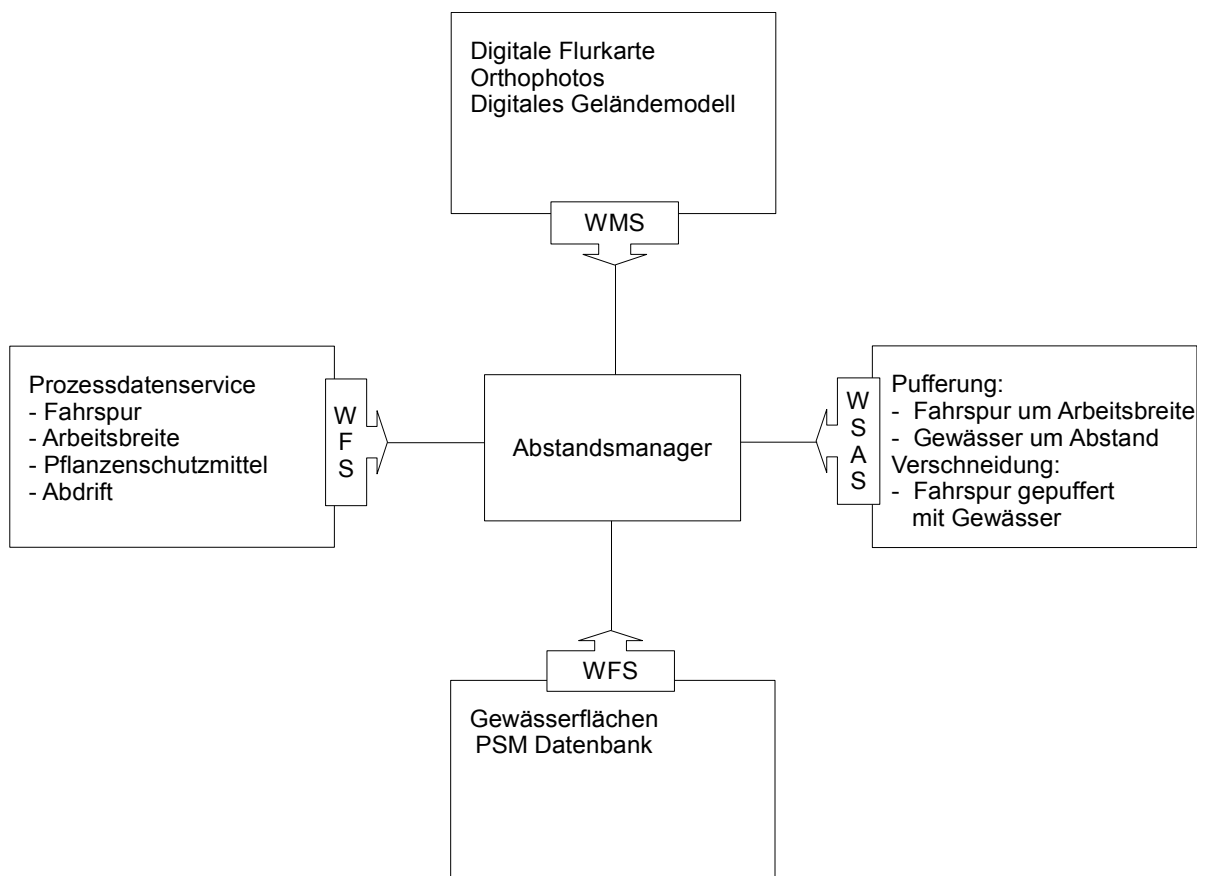 Digitale Flurkarte
Orthophotos
Digitales Geländemodell
WMS
Prozessdatenservice
- Fahrspur
- Arbeitsbreite
- Pflanzenschutzmittel
- Abdrift
W
F
S
Abstandsmanager
W
S
A
S
Pufferung:
- Fahrspur um Arbeitsbreite
- Gewässer um Abstand
Verschneidung:
- Fahrspur gepuffert
mit Gewässer
WFS
Gewässerflächen
PSM Datenbank